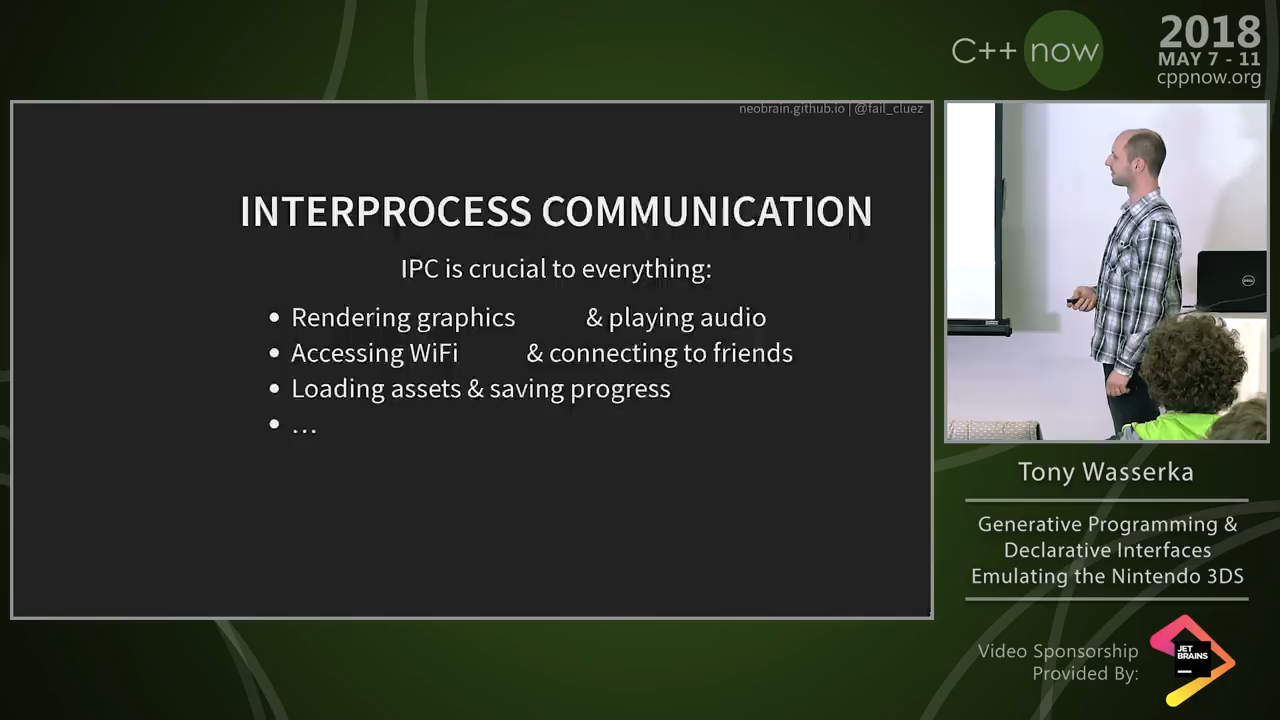 C++ now
2018
MAY 7 - 11
cppnow.org
neobrain.github.io | @fail_cluez
INTERPROCESS COMMUNICATION
IPC is crucial to everything:
• Rendering graphics & playing audio
• Accessing WiFi & connecting to friends
• Loading assets & saving progress
• ...
DELL
Tony Wasserka
Generative Programming &
Declarative Interfaces
Emulating the Nintendo 3DS
Video Sponsorship
Provided By:
JET
BRAINS